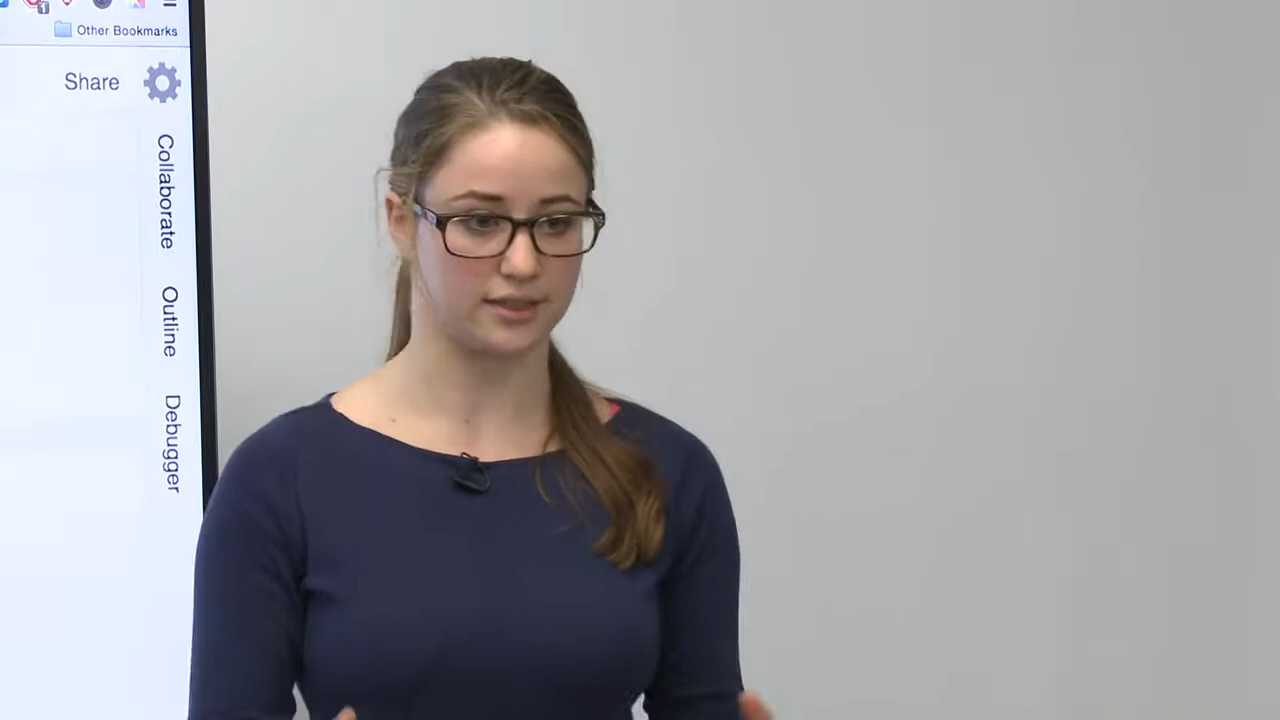 Other Bookmarks
Share
Collaborate
Outline
Debugger